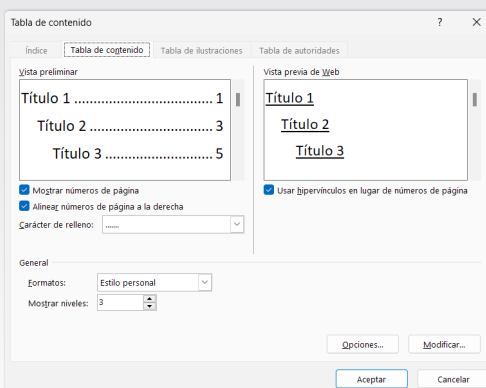 Tabla de contenido ? ×
Índice Tabla de contenido Tabla de ilustraciones Tabla de autoridades
Vista preliminar
Título 1 .................................... 1
Título 2 ................................ 3
Título 3 ............................ 5
Mostrar números de página
Alinear números de página a la derecha
Carácter de relleno: .......
Vista previa de Web
Título 1
Título 2
Título 3
Usar hipervínculos en lugar de números de página
General
Formatos: Estilo personal
Mostrar niveles: 3
Opciones... Modificar...
Aceptar Cancelar